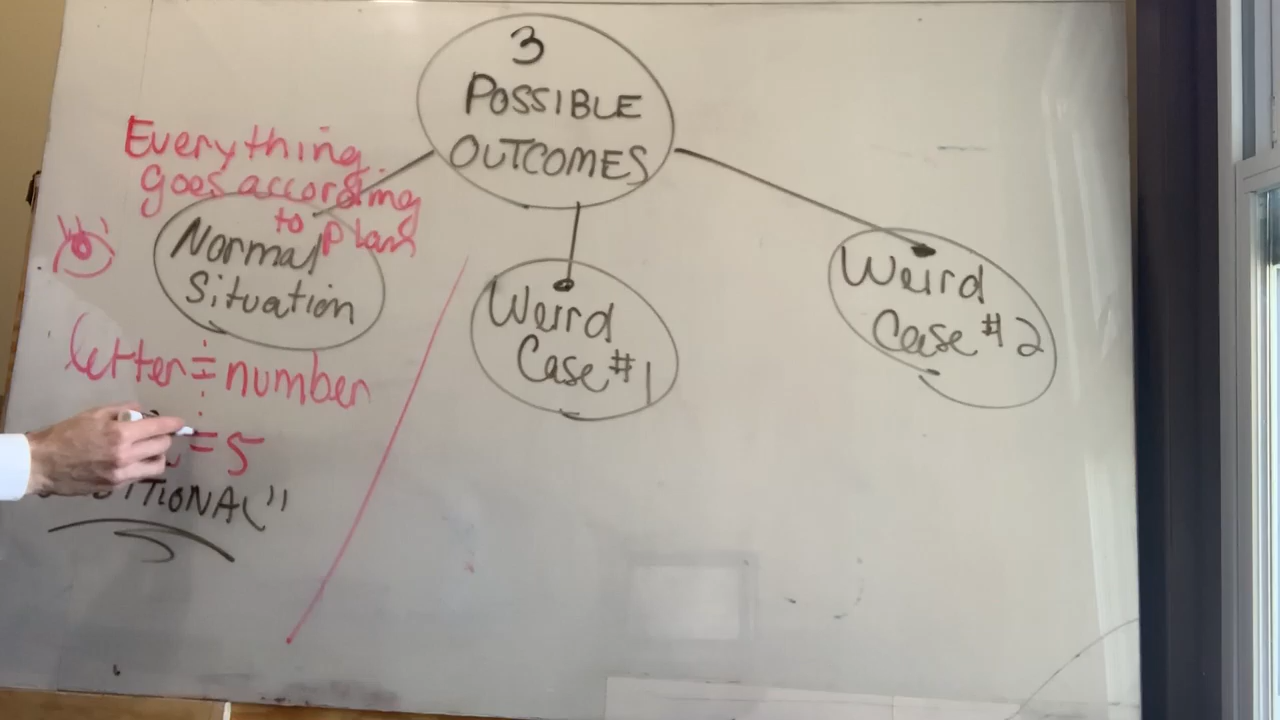 3
POSSIBLE
OUTCOMES
Everything
goes according
to plan
Normal
Situation
letter = number
= 5
Weird
Case #1
Weird
Case #2